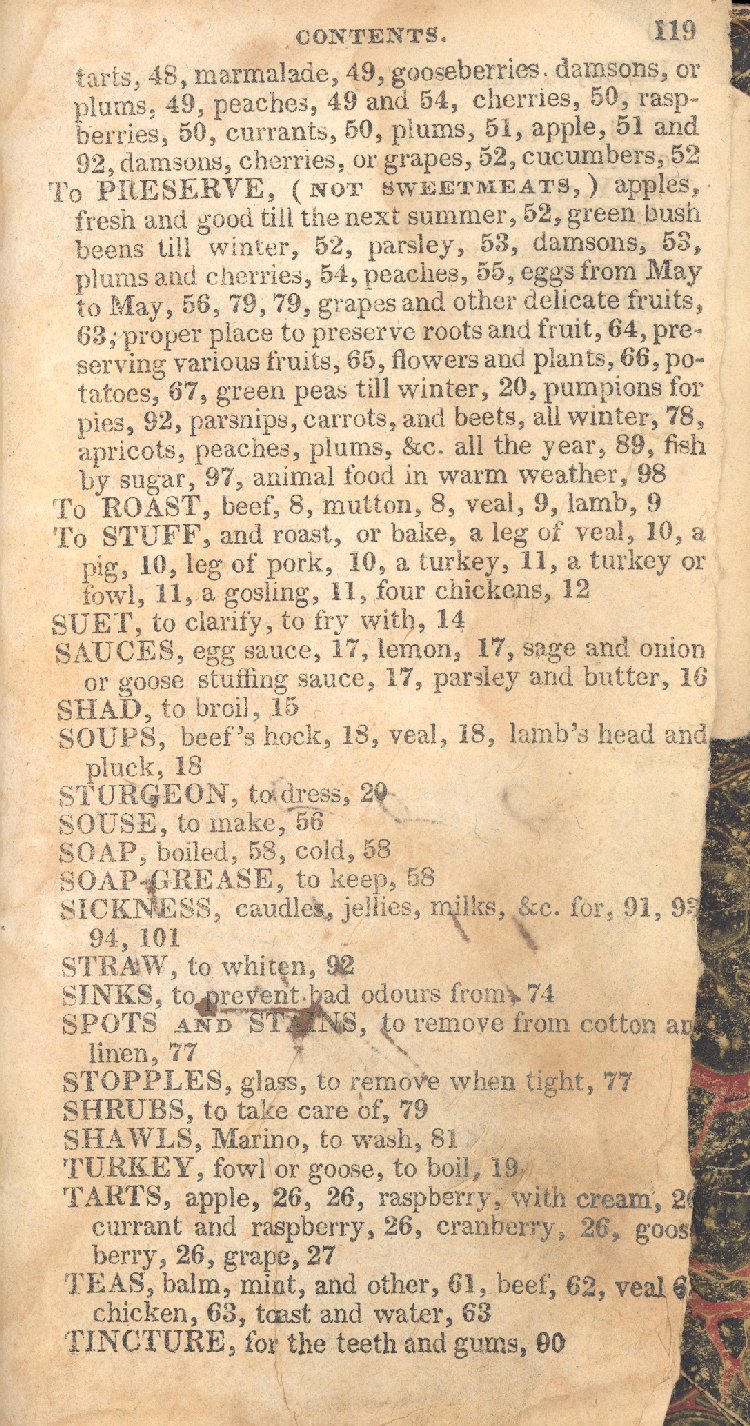 CONTENTS. 119
tarts, 48, marmalade, 49, gooseberries. damsons, or
plums, 49, peaches, 49 and 54, cherries, 50, rasp-
berries, 50, currants, 50, plums, 51, apple, 51 and
92, damsons, cherries, or grapes, 52, cucumbers, 52
To PRESERVE, (NOT SWEETMEATS,) apples,
fresh and good till the next summer, 52, green bush
beens till winter, 52, parsley, 53, damsons, 53,
plums and cherries, 54, peaches, 55, eggs from May
to May, 56, 79, 79, grapes and other delicate fruits,
63, proper place to preserve roots and fruit, 64, pre-
serving various fruits, 65, flowers and plants, 66, po-
tatoes, 67, green peas till winter, 20, pumpions for
pies, 92, parsnips, carrots, and beets, all winter, 78,
apricots, peaches, plums, &c. all the year, 89, fish
by sugar, 97, animal food in warm weather, 98
To ROAST, beef, 8, mutton, 8, veal, 9, lamb, 9
To STUFF, and roast, or bake, a leg of veal, 10, a
pig, 10, leg of pork, 10, a turkey, 11, a turkey or
fowl, 11, a gosling, 11, four chickens, 12
SUET, to clarify, to fry with, 14
SAUCES, egg sauce, 17, lemon, 17, sage and onion
or goose stuffing sauce, 17, parsley and butter, 16
SHAD, to broil, 15
SOUPS, beef's hock, 18, veal, 18, lamb's head and
pluck, 18
STURGEON, to dress, 20
SOUSE, to make, 56
SOAP, boiled, 58, cold, 58
SOAP-GREASE, to keep, 58
SICKNESS, caudles, jellies, milks, &c. for, 91, 93
94, 101
STRAW, to whiten, 92
SINKS, to prevent bad odours from, 74
SPOTS AND STAINS, to remove from cotton an
linen, 77
STOPPLES, glass, to remove when tight, 77
SHRUBS, to take care of, 79
SHAWLS, Marino, to wash, 81
TURKEY, fowl or goose, to boil, 19
TARTS, apple, 26, 26, raspberry, with cream, 26
currant and raspberry, 26, cranberry, 26, goos
berry, 26, grape, 27
TEAS, balm, mint, and other, 61, beef, 62, veal 6
chicken, 63, toast and water, 63
TINCTURE, for the teeth and gums, 90